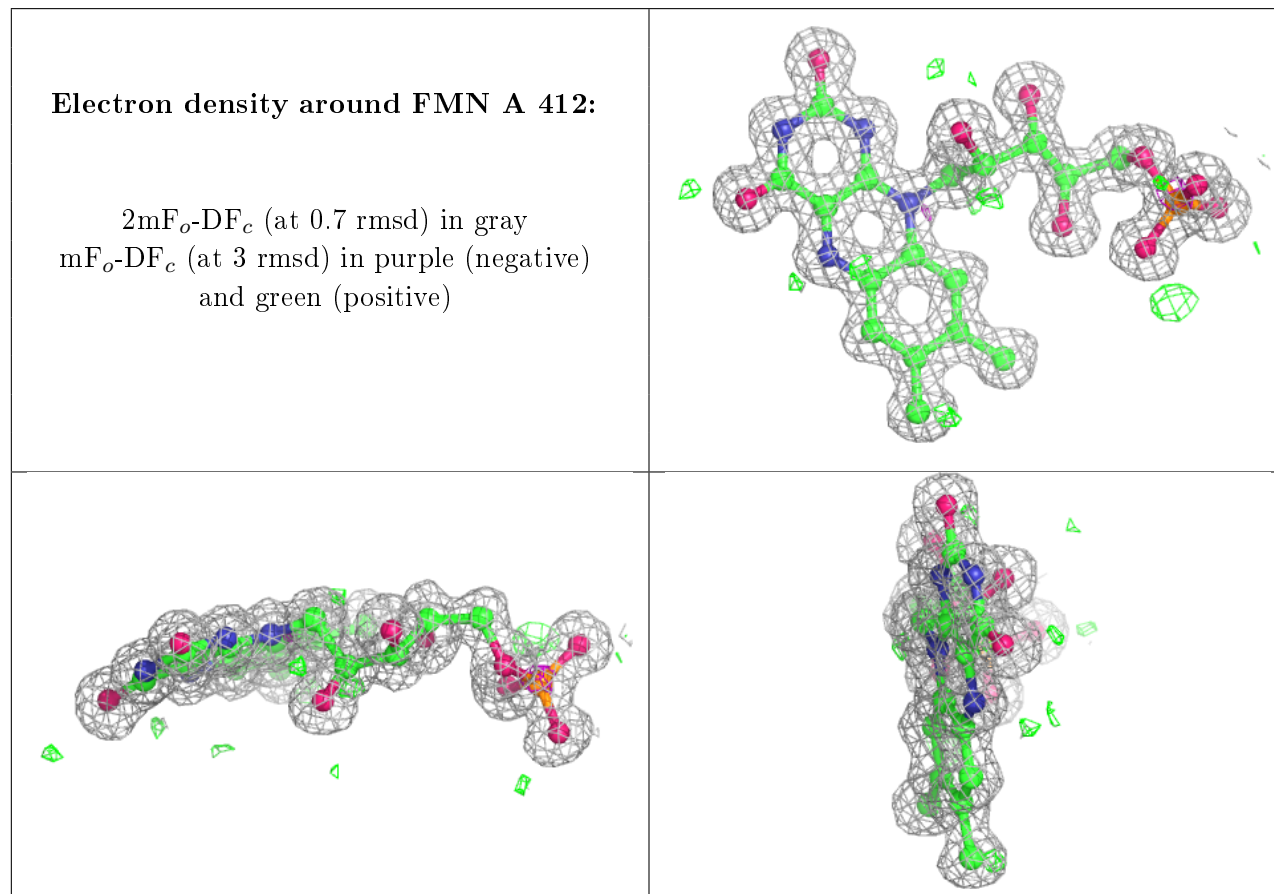 Electron density around FMN A 412:
2mFₒ-DF𝒸 (at 0.7 rmsd) in gray
mFₒ-DF𝒸 (at 3 rmsd) in purple (negative)
and green (positive)